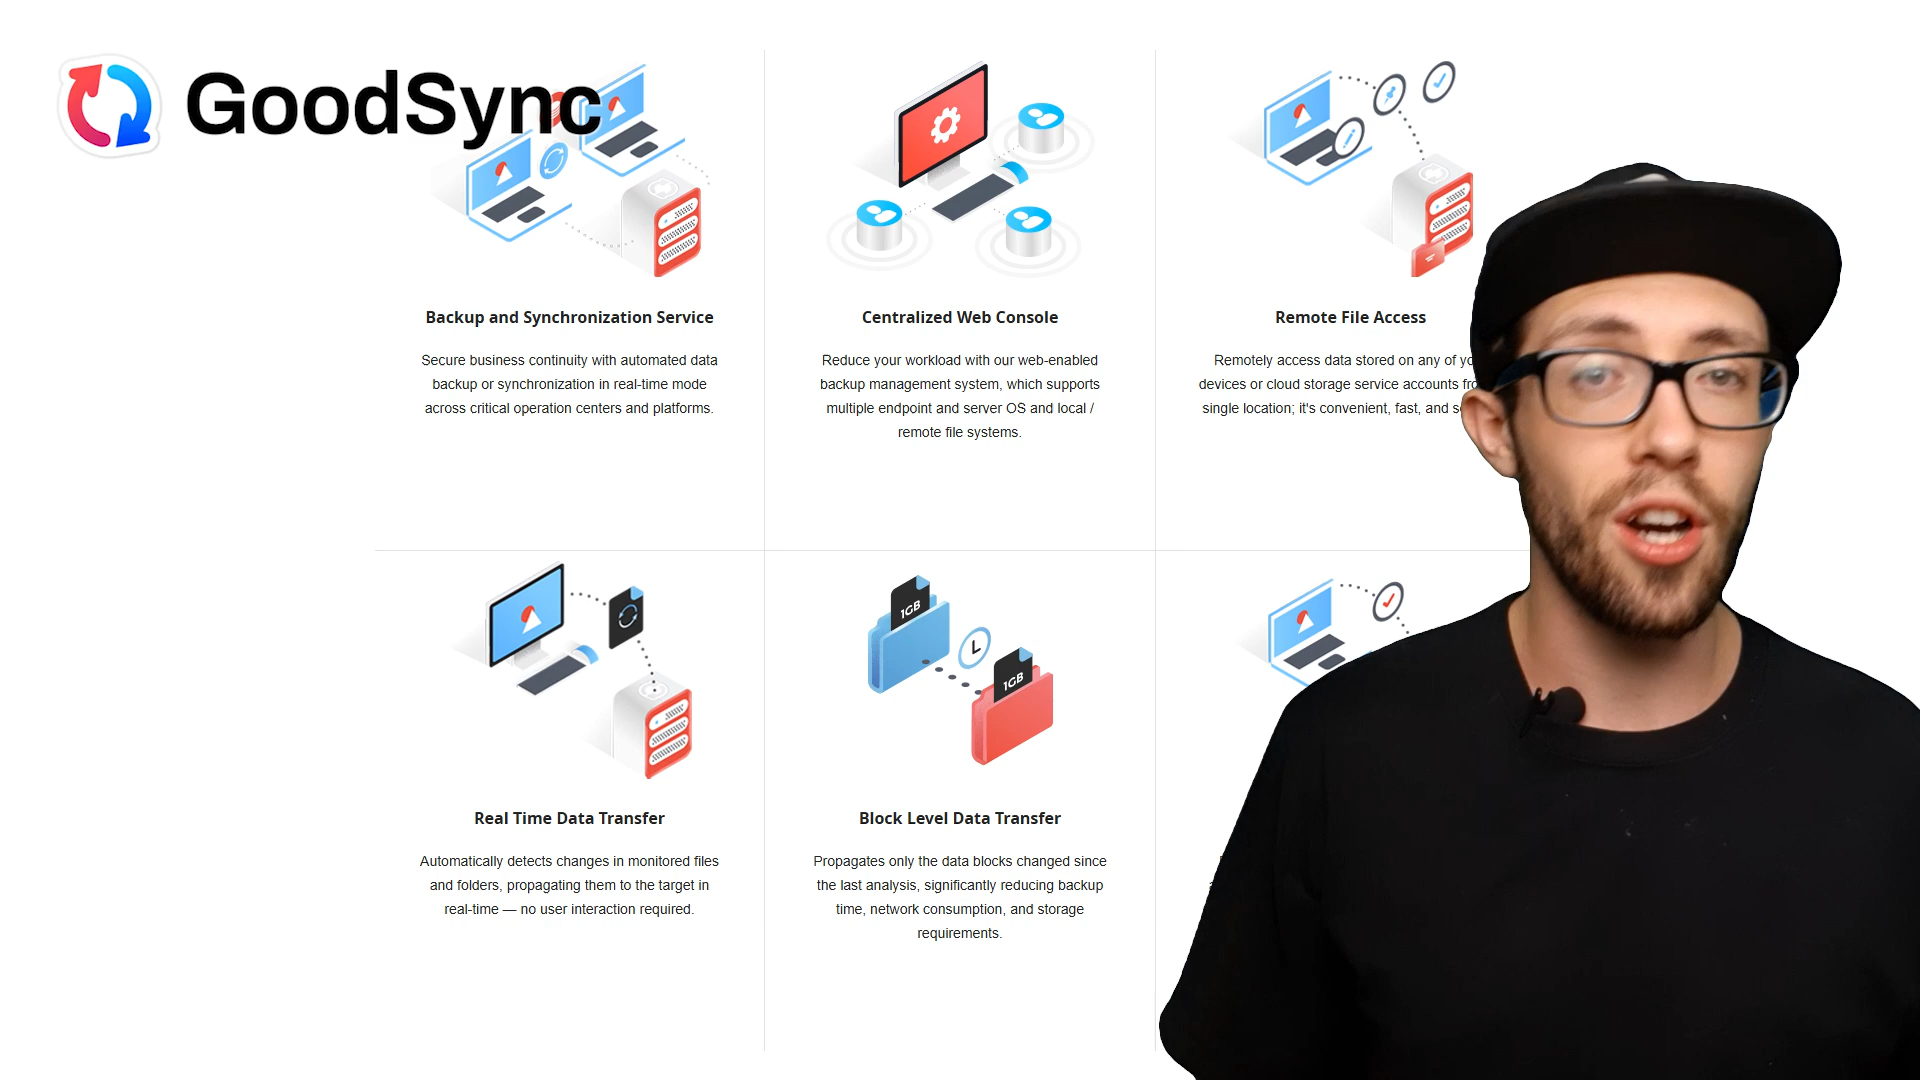 GoodSync
Backup and Synchronization Service
Secure business continuity with automated data
backup or synchronization in real-time mode
across critical operation centers and platforms.
Centralized Web Console
Reduce your workload with our web-enabled
backup management system, which supports
multiple endpoint and server OS and local /
remote file systems.
Remote File Access
Remotely access data stored on any of
devices or cloud storage service accounts
single location; it's convenient, fast, and
1GB
1GB
Real Time Data Transfer
Automatically detects changes in monitored files
and folders, propagating them to the target in
real-time — no user interaction required.
Block Level Data Transfer
Propagates only the data blocks changed since
the last analysis, significantly reducing backup
time, network consumption, and storage
requirements.